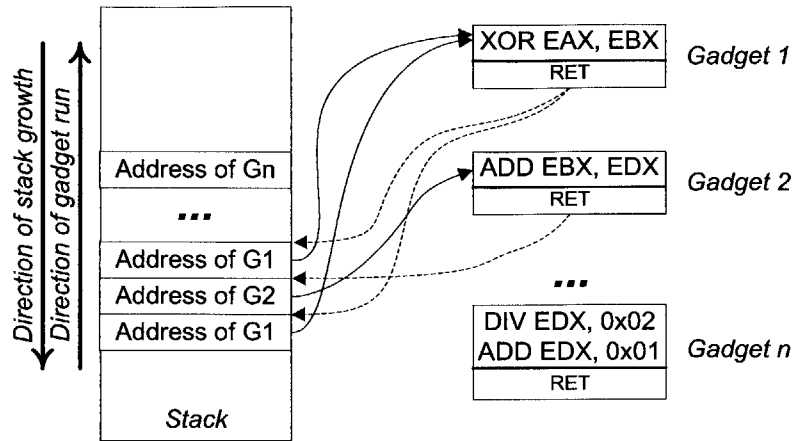 Direction of stack growth
Direction of gadget run
Address of Gn
...
Address of G1
Address of G2
Address of G1
Stack
XOR EAX, EBX
RET
Gadget 1
ADD EBX, EDX
RET
Gadget 2
...
DIV EDX, 0x02
ADD EDX, 0x01
RET
Gadget n